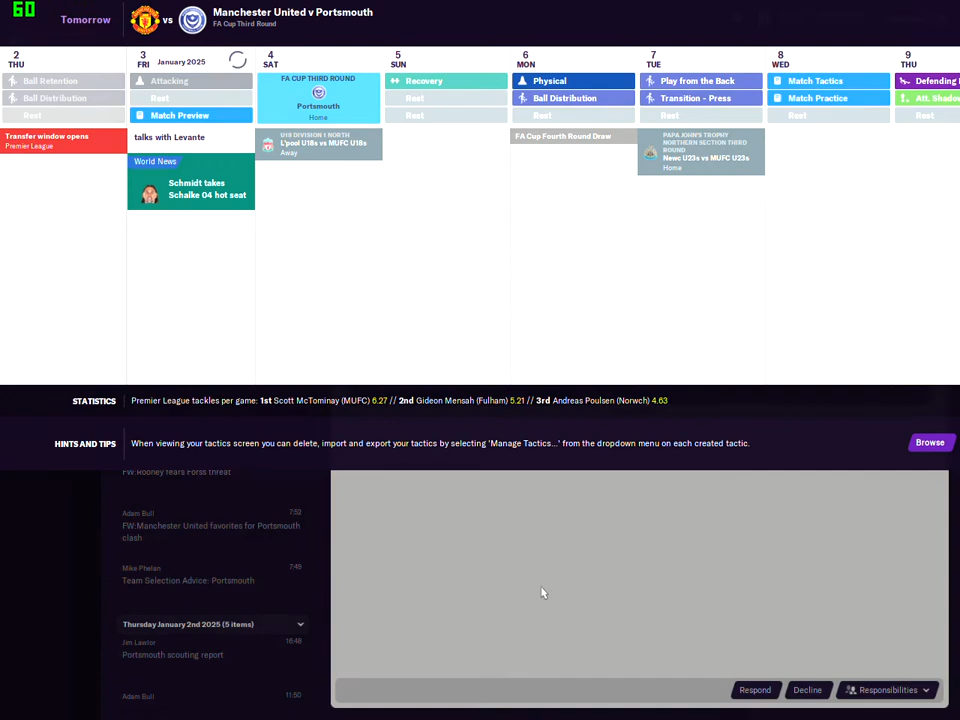 60
Tomorrow
vs
Manchester United v Portsmouth
FA Cup Third Round
2
THU
3
FRI
January 2025
4
SAT
5
SUN
6
MON
7
TUE
8
WED
9
THU
Ball Retention
Attacking
FA CUP THIRD ROUND
Portsmouth
Home
Recovery
Physical
Play from the Back
Match Tactics
Defending
Ball Distribution
Rest
Rest
Ball Distribution
Transition - Press
Match Practice
Att. Shadow
Rest
Match Preview
Rest
Rest
Rest
Rest
Rest
Transfer window opens
Premier League
talks with Levante
World News
Schmidt takes
Schalke 04 hot seat
U18 DIVISION 1 NORTH
L'pool U18s vs MUFC U18s
Away
FA Cup Fourth Round Draw
PAPA JOHN'S TROPHY
NORTHERN SECTION THIRD
ROUND
Newc U23s vs MUFC U23s
Home
STATISTICS
Premier League tackles per game: 1st Scott McTominay (MUFC) 6.27 // 2nd Gideon Mensah (Fulham) 5.21 // 3rd Andreas Poulsen (Norwch) 4.63
HINTS AND TIPS
When viewing your tactics screen you can delete, import and export your tactics by selecting 'Manage Tactics...' from the dropdown menu on each created tactic.
Browse
FW:Rooney fears Forss threat
Adam Bull
7:52
FW:Manchester United favorites for Portsmouth
clash
Mike Phelan
7:49
Team Selection Advice: Portsmouth
Thursday January 2nd 2025 (5 items)
Jim Lawlor
16:48
Portsmouth scouting report
Adam Bull
11:50
Respond
Decline
Responsibilities